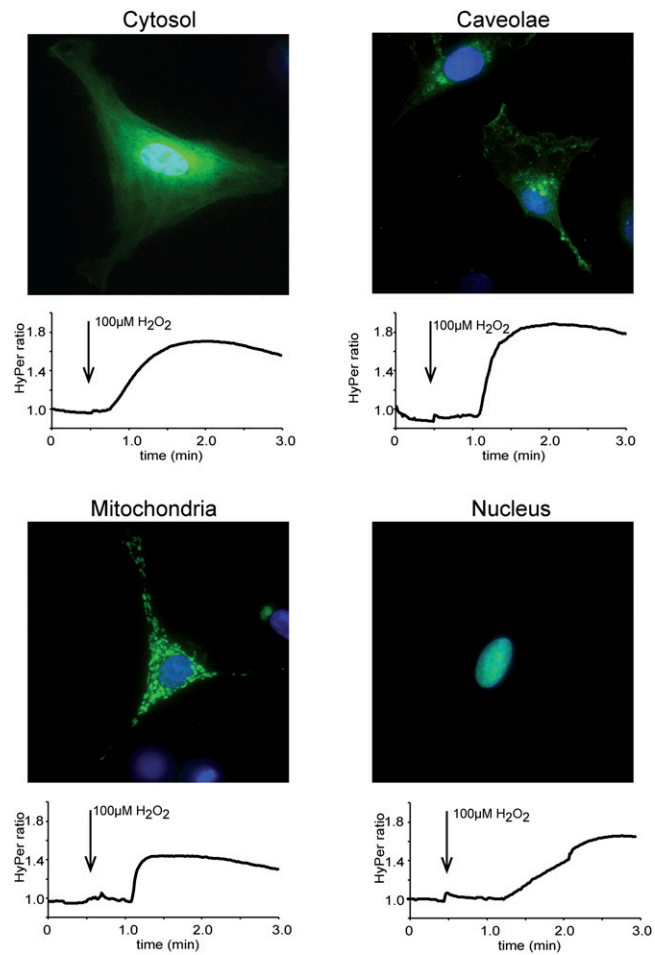 Cytosol
Caveolae
100µM H₂O₂
HyPer ratio
1.8
1.4
1.0
0
1.0
2.0
3.0
time (min)
100µM H₂O₂
HyPer ratio
1.8
1.4
1.0
0
1.0
2.0
3.0
time (min)
Mitochondria
Nucleus
100µM H₂O₂
HyPer ratio
1.8
1.4
1.0
0
1.0
2.0
3.0
time (min)
100µM H₂O₂
HyPer ratio
1.8
1.4
1.0
0
1.0
2.0
3.0
time (min)